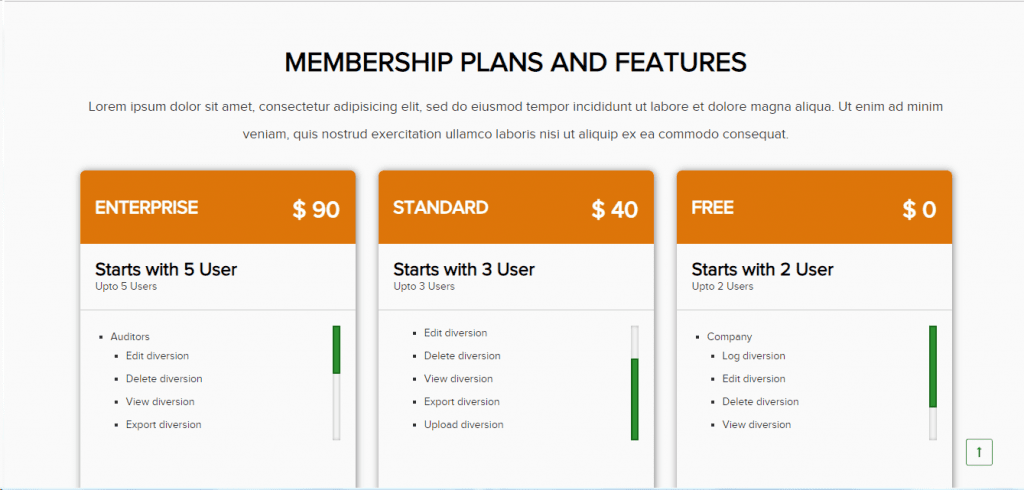 MEMBERSHIP PLANS AND FEATURES
Lorem ipsum dolor sit amet, consectetur adipisicing elit, sed do eiusmod tempor incididunt ut labore et dolore magna aliqua. Ut enim ad minim
veniam, quis nostrud exercitation ullamco laboris nisi ut aliquip ex ea commodo consequat.
ENTERPRISE $ 90
Starts with 5 User
Upto 5 Users
Auditors
Edit diversion
Delete diversion
View diversion
Export diversion
STANDARD $ 40
Starts with 3 User
Upto 3 Users
Edit diversion
Delete diversion
View diversion
Export diversion
Upload diversion
FREE $ 0
Starts with 2 User
Upto 2 Users
Company
Log diversion
Edit diversion
Delete diversion
View diversion